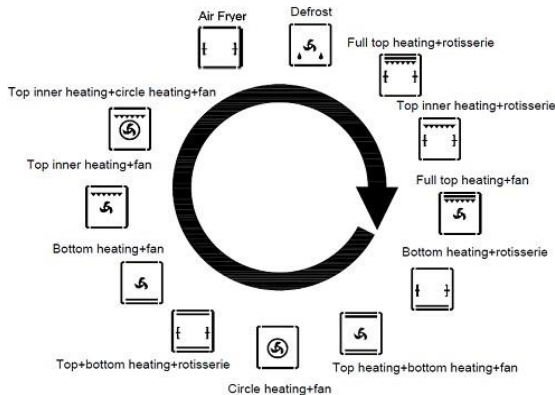 Air Fryer
Defrost
Full top heating+rotisserie
Top inner heating+circle heating+fan
Top inner heating+rotisserie
Top inner heating+fan
Full top heating+fan
Bottom heating+fan
Bottom heating+rotisserie
Top+bottom heating+rotisserie
Top heating+bottom heating+fan
Circle heating+fan